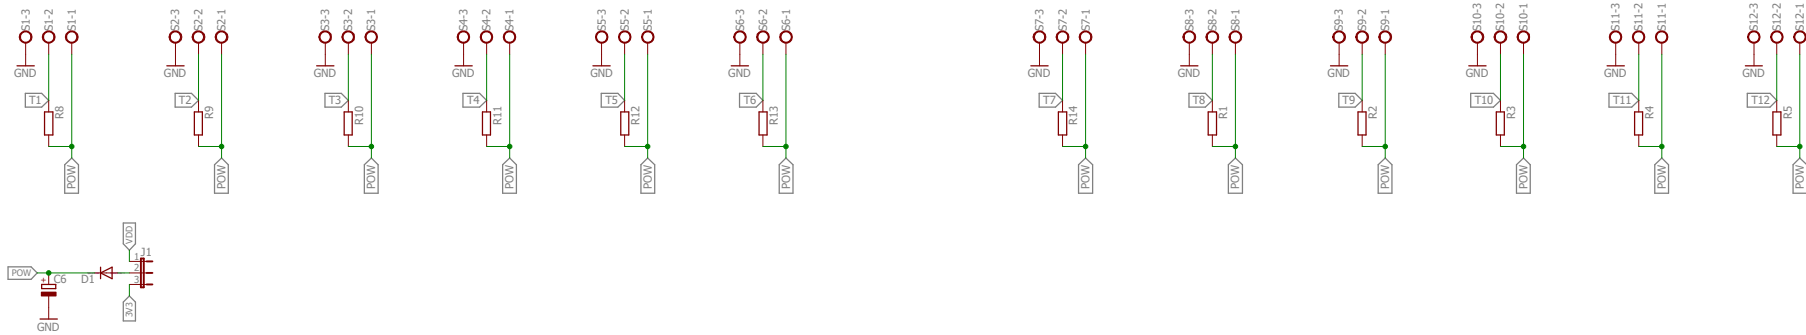 S1-3 S1-2 S1-1 S2-3 S2-2 S2-1 S3-3 S3-2 S3-1 S4-3 S4-2 S4-1 S5-3 S5-2 S5-1 S6-3 S6-2 S6-1 S7-3 S7-2 S7-1 S8-3 S8-2 S8-1 S9-3 S9-2 S9-1 S10-3 S10-2 S10-1 S11-3 S11-2 S11-1 S12-3 S12-2 S12-1
GND GND GND GND GND GND GND GND GND GND GND GND
T1 R8 T2 R9 T3 R10 T4 R11 T5 R12 T6 R13 T7 R14 T8 R1 T9 R2 T10 R3 T11 R4 T12 R5
POW POW POW POW POW POW POW POW POW POW POW POW
VDD
1 J1
POW D1 2
+ C6 3
3V3
GND